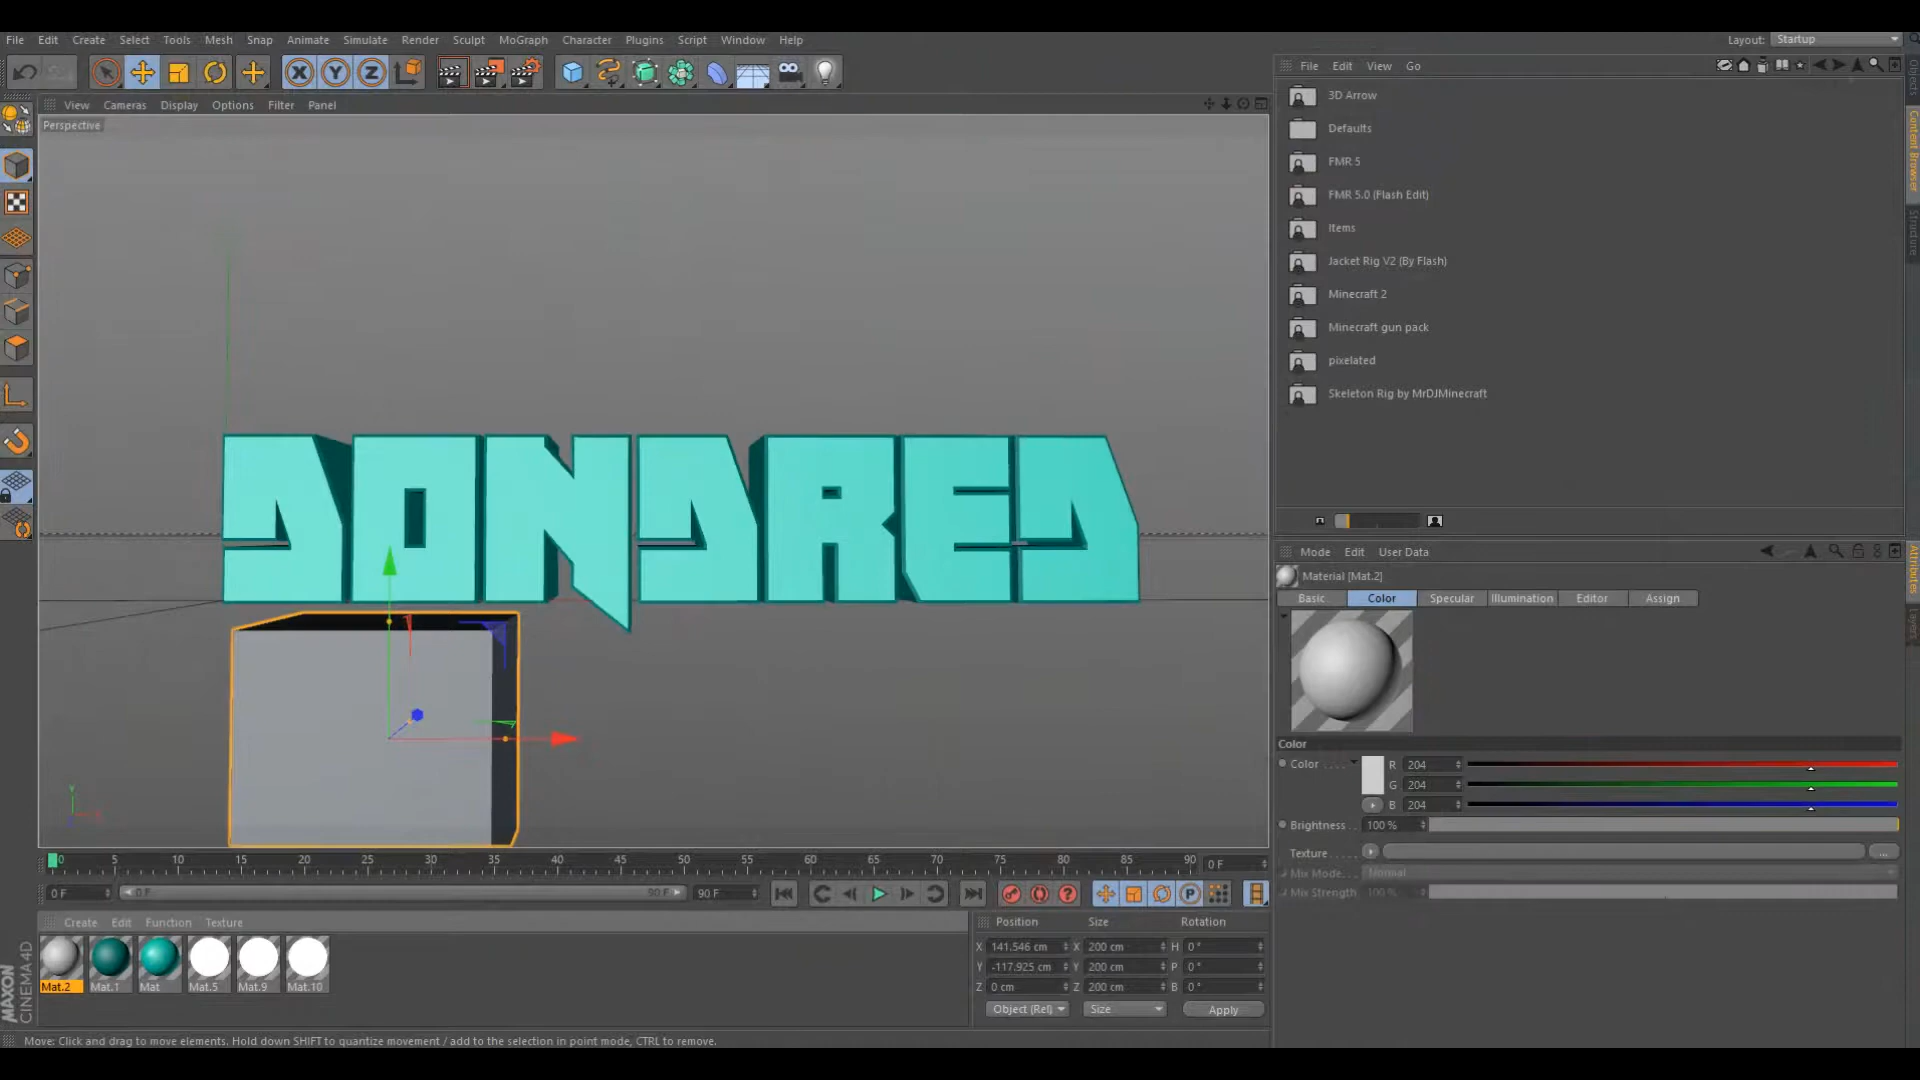 File Edit Create Select Tools Mesh Snap Animate Simulate Render Sculpt MoGraph Character Plugins Script Window Help
Layout: Startup
View Cameras Display Options Filter Panel
Perspective
DONDRED
X Y Z
0 5 10 15 20 25 30 35 40 45 50 55 60 65 70 75 80 85 90 0 F
0 F 0 F 90 F 90 F
Create Edit Function Texture
Mat.2 Mat.1 Mat Mat.5 Mat.9 Mat.10
Position Size Rotation
X 141.546 cm X 200 cm H 0 °
Y -117.925 cm Y 200 cm P 0 °
Z 0 cm Z 200 cm B 0 °
Object (Rel) Size Apply
MAXON
CINEMA4D
Move: Click and drag to move elements. Hold down SHIFT to quantize movement / add to the selection in point mode, CTRL to remove.
File Edit View Go
3D Arrow
Defaults
FMR 5
FMR 5.0 (Flash Edit)
Items
Jacket Rig V2 (By Flash)
Minecraft 2
Minecraft gun pack
pixelated
Skeleton Rig by MrDJMinecraft
Mode Edit User Data
Material [Mat.2]
Basic Color Specular Illumination Editor Assign
Color
Color . . . . R 204
G 204
B 204
Brightness . . 100 %
Texture . . . . . ...
Mix Mode. . . Normal
Mix Strength 100 %
Objects
Content Browser
Structure
Attributes
Layers